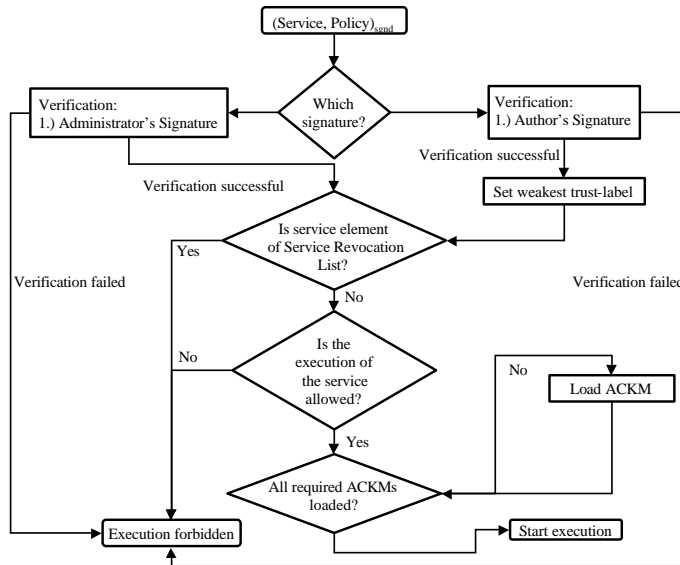 (Service, Policy)sgnd
Verification:
1.) Administrator's Signature
Which
signature?
Verification:
1.) Author's Signature
Verification successful
Verification successful
Set weakest trust-label
Is service element
of Service Revocation
List?
Yes
Verification failed
Verification failed
No
Is the
execution of
the service
allowed?
No
No
Load ACKM
Yes
All required ACKMs
loaded?
Execution forbidden
Start execution